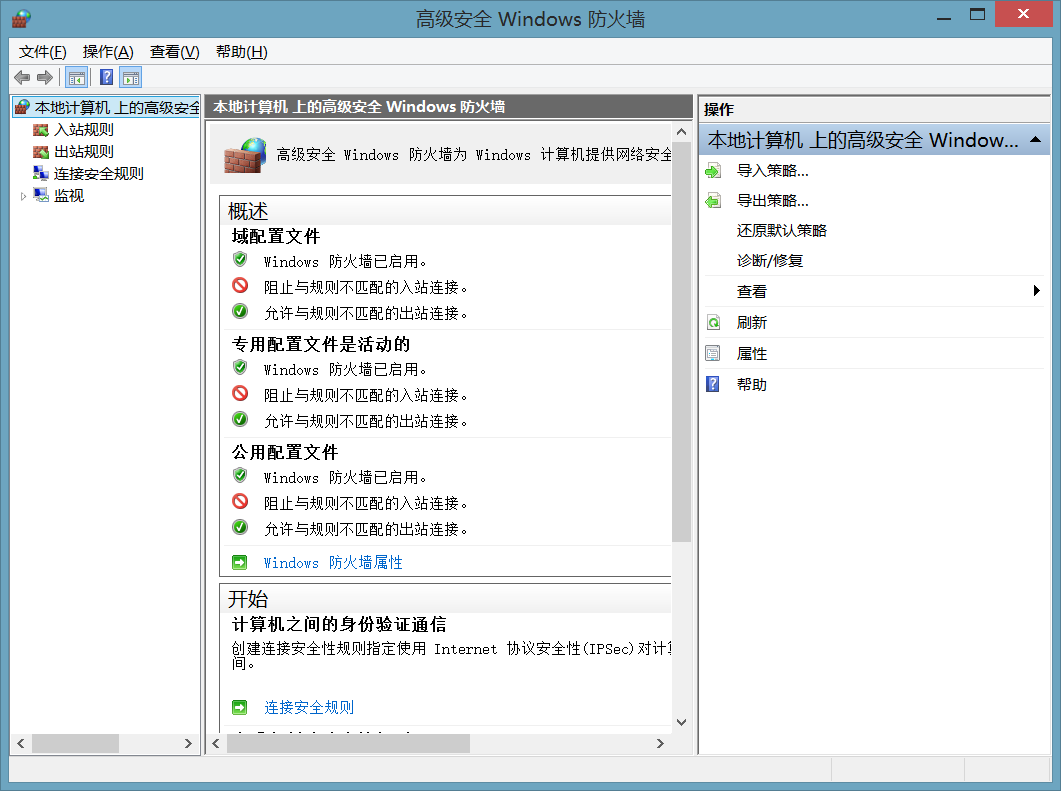 高级安全 Windows 防火墙
文件(F) 操作(A) 查看(V) 帮助(H)
本地计算机 上的高级安全
入站规则
出站规则
连接安全规则
监视
本地计算机 上的高级安全 Windows 防火墙
高级安全 Windows 防火墙为 Windows 计算机提供网络安全
概述
域配置文件
Windows 防火墙已启用。
阻止与规则不匹配的入站连接。
允许与规则不匹配的出站连接。
专用配置文件是活动的
Windows 防火墙已启用。
阻止与规则不匹配的入站连接。
允许与规则不匹配的出站连接。
公用配置文件
Windows 防火墙已启用。
阻止与规则不匹配的入站连接。
允许与规则不匹配的出站连接。
Windows 防火墙属性
开始
计算机之间的身份验证通信
创建连接安全性规则指定使用 Internet 协议安全性(IPSec)对计
间。
连接安全规则
操作
本地计算机 上的高级安全 Window...
导入策略...
导出策略...
还原默认策略
诊断/修复
查看
刷新
属性
帮助